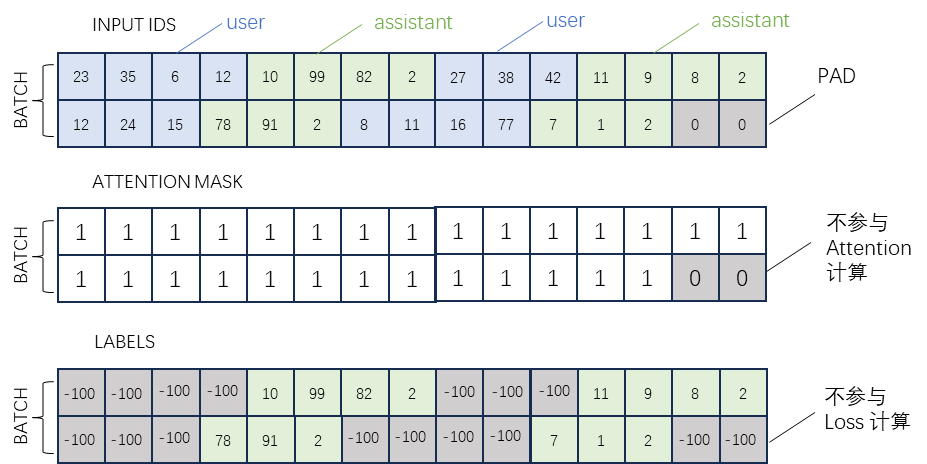 INPUT IDS
user
assistant
user
assistant
BATCH
23 35 6 12 10 99 82 2 27 38 42 11 9 8 2
12 24 15 78 91 2 8 11 16 77 7 1 2 0 0
PAD
ATTENTION MASK
BATCH
1 1 1 1 1 1 1 1 1 1 1 1 1 1 1
1 1 1 1 1 1 1 1 1 1 1 1 1 0 0
不参与
Attention
计算
LABELS
BATCH
-100 -100 -100 -100 10 99 82 2 -100 -100 -100 11 9 8 2
-100 -100 -100 78 91 2 -100 -100 -100 -100 7 1 2 -100 -100
不参与
Loss 计算